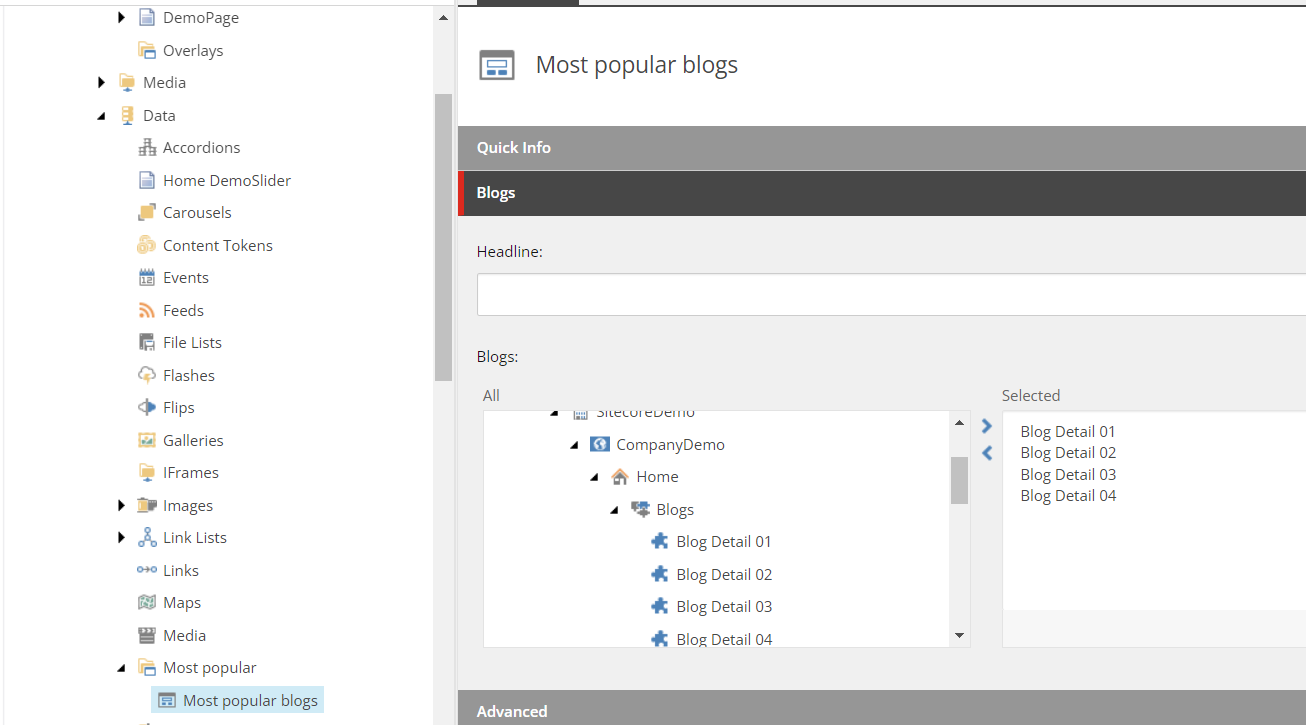 DemoPage
Overlays
Media
Data
Accordions
Home DemoSlider
Carousels
Content Tokens
Events
Feeds
File Lists
Flashes
Flips
Galleries
IFrames
Images
Link Lists
Links
Maps
Media
Most popular
Most popular blogs
Most popular blogs
Quick Info
Blogs
Headline:
Blogs:
All
SitecoreDemo
CompanyDemo
Home
Blogs
Blog Detail 01
Blog Detail 02
Blog Detail 03
Blog Detail 04
Selected
Blog Detail 01
Blog Detail 02
Blog Detail 03
Blog Detail 04
Advanced